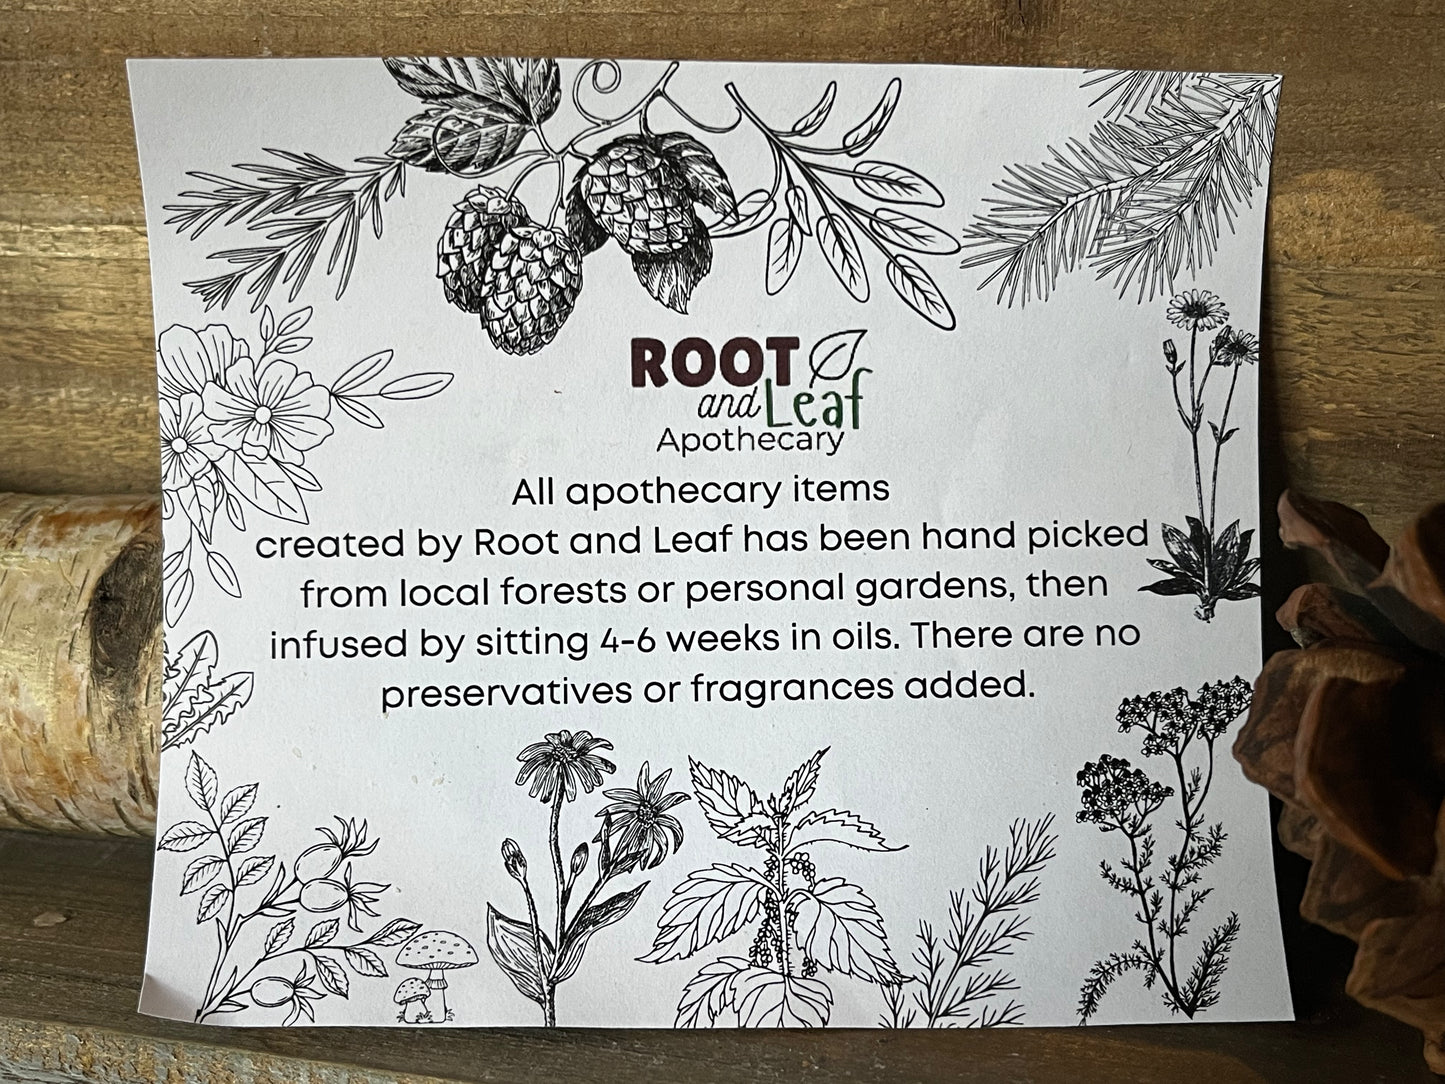 ROOT
and Leaf
Apothecary
All apothecary items
created by Root and Leaf has been hand picked
from local forests or personal gardens, then
infused by sitting 4-6 weeks in oils. There are no
preservatives or fragrances added.